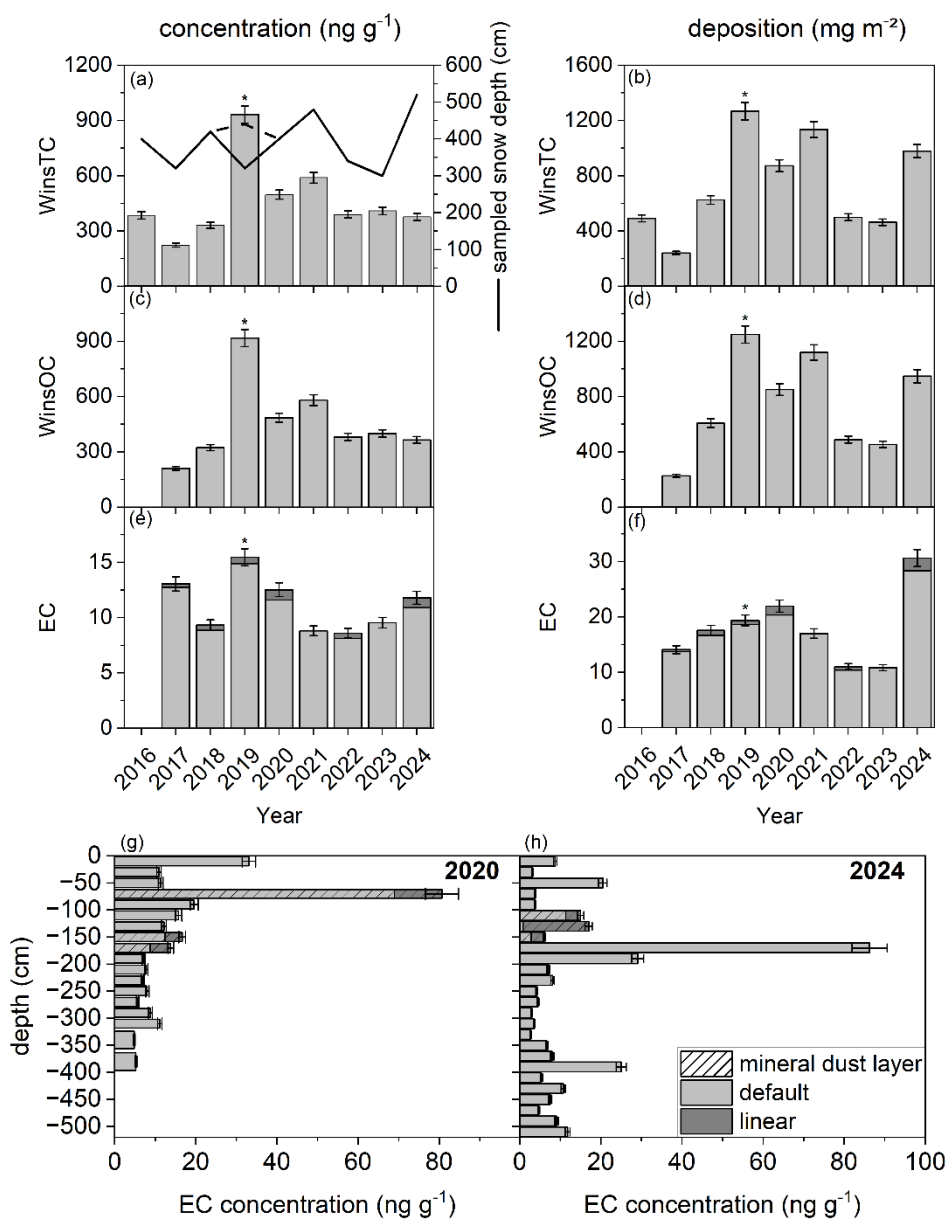 concentration (ng g⁻¹)
deposition (mg m⁻²)
(a)
WinsTC
1200
900
600
300
0
*
600
500
400
300
200
100
0
sampled snow depth (cm)
(b)
WinsTC
1600
1200
800
400
0
*
(c)
WinsOC
900
600
300
0
*
(d)
WinsOC
1200
800
400
0
*
(e)
EC
15
10
5
0
*
(f)
EC
30
20
10
0
*
2016 2017 2018 2019 2020 2021 2022 2023 2024
Year
2016 2017 2018 2019 2020 2021 2022 2023 2024
Year
(g)
2020
(h)
2024
depth (cm)
0
−50
−100
−150
−200
−250
−300
−350
−400
−450
−500
mineral dust layer
default
linear
0 20 40 60 80
0 20 40 60 80 100
EC concentration (ng g⁻¹)
EC concentration (ng g⁻¹)